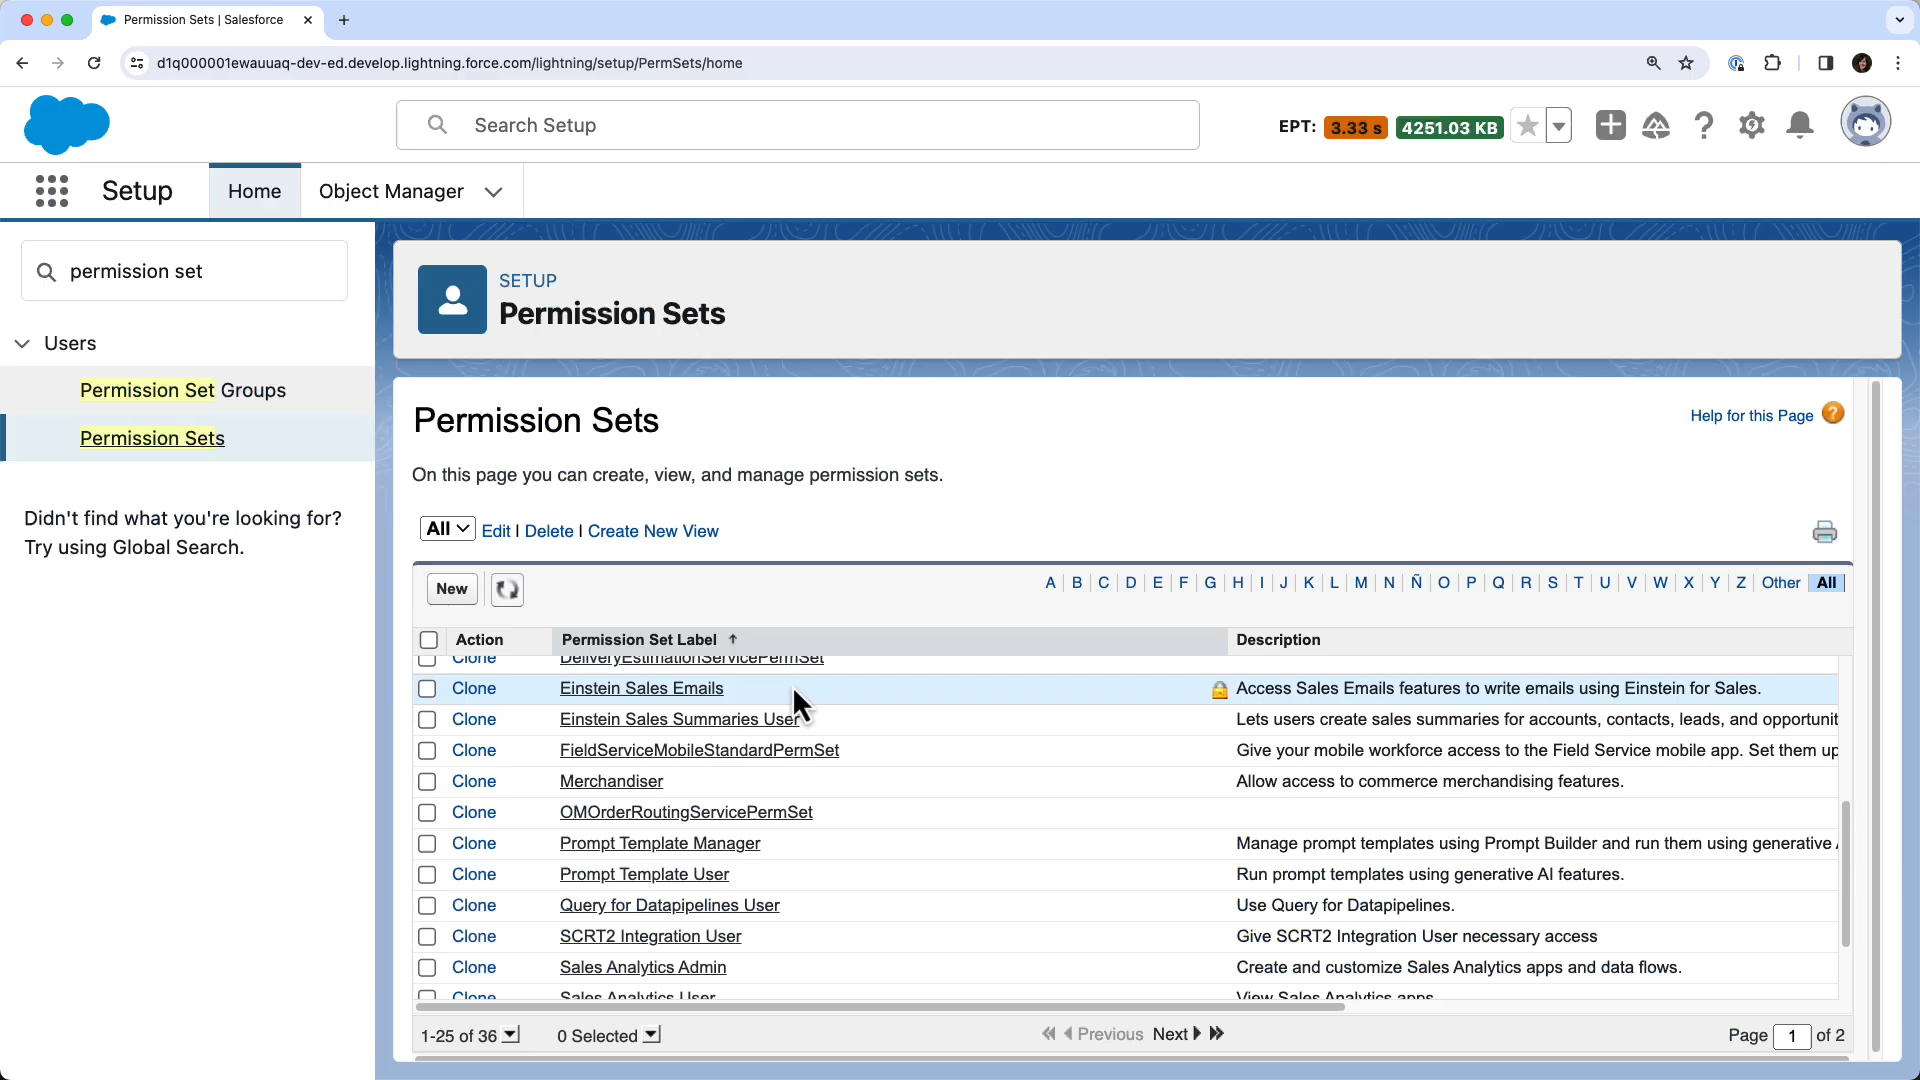 Permission Sets | Salesforce
d1q000001ewauuaq-dev-ed.develop.lightning.force.com/lightning/setup/PermSets/home
Search Setup
EPT: 3.33 s 4251.03 KB
Setup Home Object Manager
permission set
Users
Permission Set Groups
Permission Sets
Didn't find what you're looking for?
Try using Global Search.
SETUP
Permission Sets
Permission Sets
Help for this Page ?
On this page you can create, view, and manage permission sets.
All Edit | Delete | Create New View
New
A | B | C | D | E | F | G | H | I | J | K | L | M | N | Ñ | O | P | Q | R | S | T | U | V | W | X | Y | Z | Other | All
Action Permission Set Label ↑ Description
Clone DeliveryEstimationServicePermSet
Clone Einstein Sales Emails Access Sales Emails features to write emails using Einstein for Sales.
Clone Einstein Sales Summaries User Lets users create sales summaries for accounts, contacts, leads, and opportunit
Clone FieldServiceMobileStandardPermSet Give your mobile workforce access to the Field Service mobile app. Set them up
Clone Merchandiser Allow access to commerce merchandising features.
Clone OMOrderRoutingServicePermSet
Clone Prompt Template Manager Manage prompt templates using Prompt Builder and run them using generative
Clone Prompt Template User Run prompt templates using generative AI features.
Clone Query for Datapipelines User Use Query for Datapipelines.
Clone SCRT2 Integration User Give SCRT2 Integration User necessary access
Clone Sales Analytics Admin Create and customize Sales Analytics apps and data flows.
Clone Sales Analytics User View Sales Analytics apps
1-25 of 36 0 Selected Previous Next Page 1 of 2